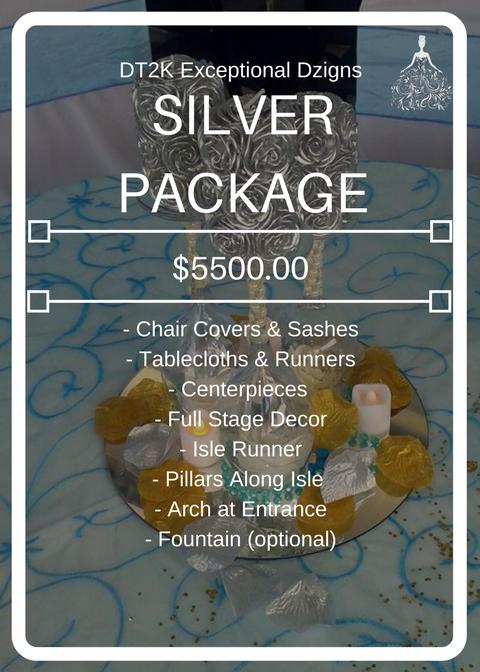 DT2K Exceptional Dzigns
SILVER
PACKAGE
$5500.00
- Chair Covers & Sashes
- Tablecloths & Runners
- Centerpieces
- Full Stage Decor
- Isle Runner
- Pillars Along Isle
- Arch at Entrance
- Fountain (optional)